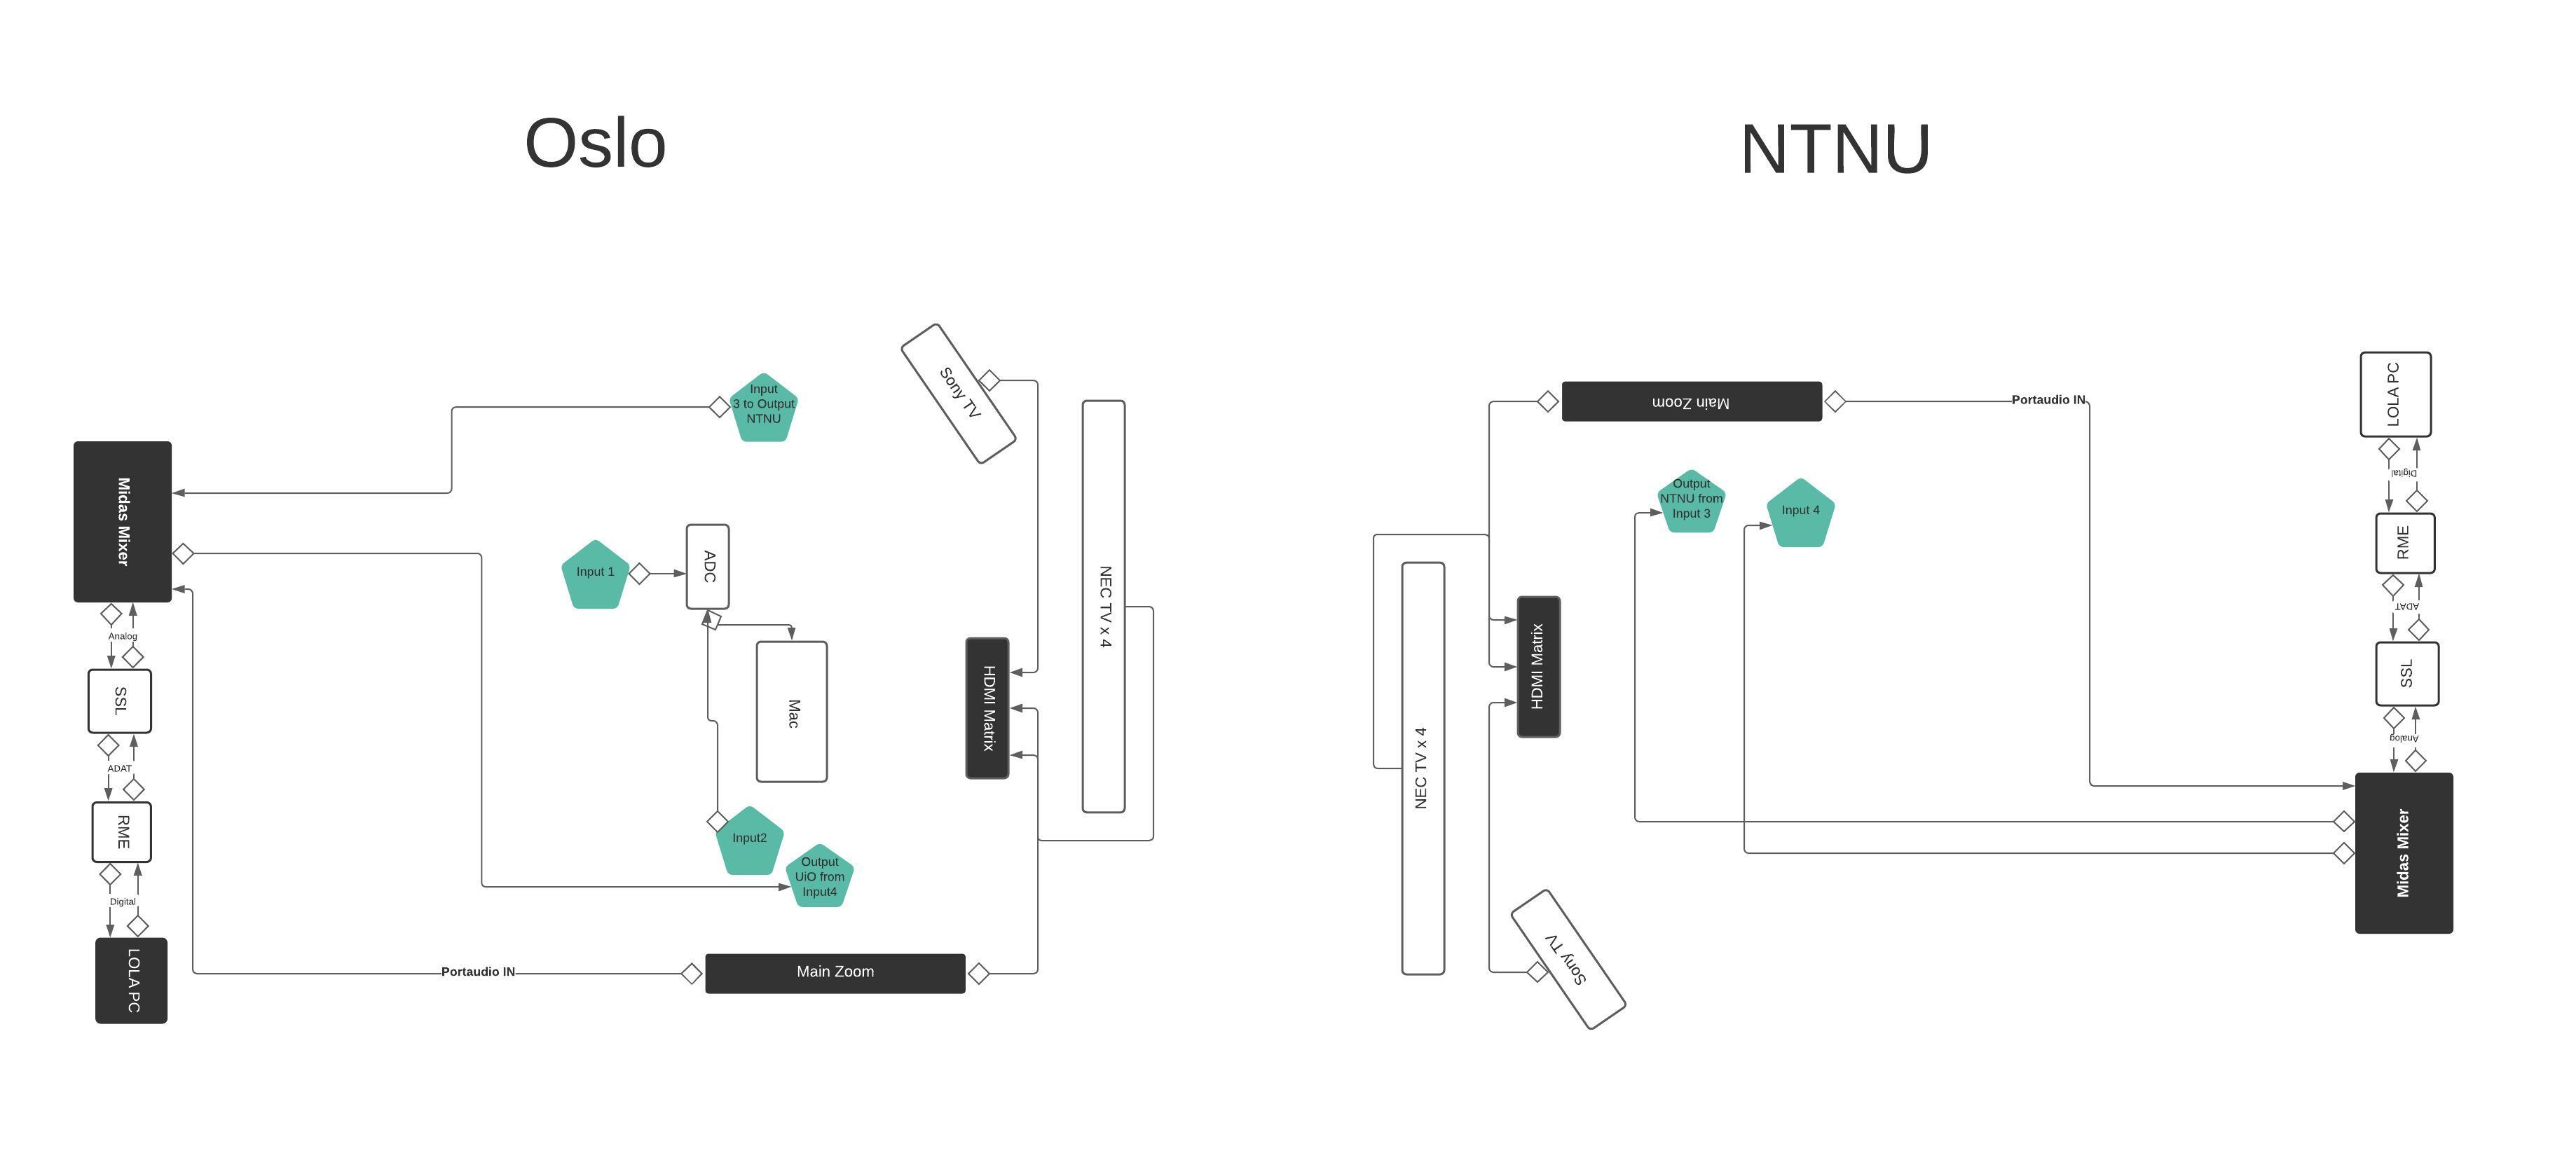 Oslo
NTNU
Input
3 to Output
NTNU
Sony TV
Midas Mixer
Input 1
ADC
NEC TV x 4
Mac
HDMI Matrix
Analog
SSL
ADAT
RME
Digital
LOLA PC
Input2
Output
UiO from
Input4
Portaudio IN
Main Zoom
Main Zoom
Portaudio IN
LOLA PC
Digital
Output
NTNU from
Input 3
Input 4
RME
ADAT
HDMI Matrix
SSL
Analog
NEC TV x 4
Midas Mixer
Sony TV